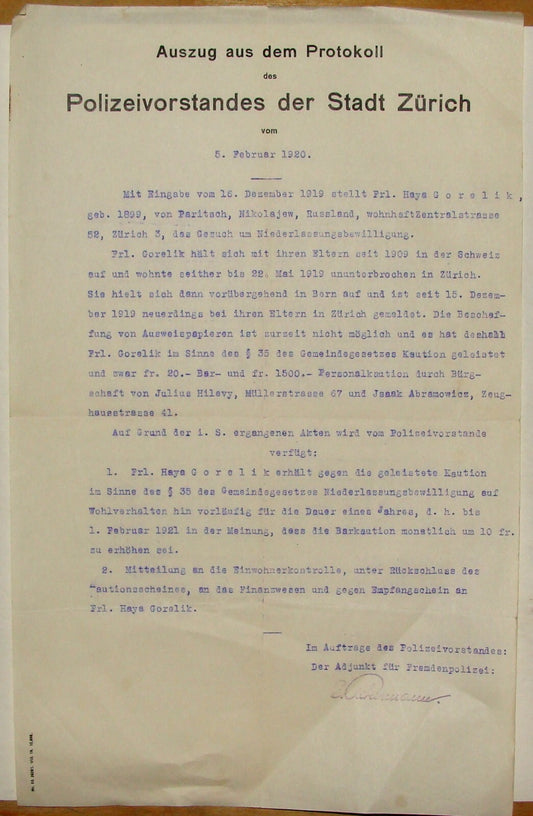 Auszug aus dem Protokoll
des
Polizeivorstandes der Stadt Zürich
vom
5. Februar 1920.
Mit Eingabe vom 16. Dezember 1919 stellt Frl. Haya G o r e l i k ,
geb. 1899, von Paritsch, Nikolajew, Russland, wohnhaftZentralstrasse
52, Zürich 3, das Gesuch um Niederlassungsbewilligung.
Frl. Gorelik hält sich mit ihren Eltern seit 1909 in der Schweiz
auf und wohnte seither bis 22. Mai 1919 ununterbrochen in Zürich.
Sie hielt sich dann vorübergehend in Bern auf und ist seit 15. Dezem-
ber 1919 neuerdings bei ihren Eltern in Zürich gemeldet. Die Beschaf-
fung von Ausweispapieren ist zurzeit nicht möglich und es hat deshalb
Frl. Gorelik im Sinne des § 35 des Gemeindegesetzes Kaution geleistet
und zwar fr. 20.- Bar- und fr. 1500.- Personalkaution durch Bürg-
schaft von Julius Hilevy, Müllerstrasse 67 und Jsaak Abramowicz, Zeug-
hausstrasse 41.
Auf Grund der i. S. ergangenen Akten wird vom Polizeivorstande
verfügt:
1. Frl. Haya G o r e l i k erhält gegen die geleistete Kaution
im Sinne des § 35 des Gemeindegesetzes Niederlassungsbewilligung auf
Wohlverhalten hin vorläufig für die Dauer eines Jahres, d. h. bis
1. Februar 1921 in der Meinung, dass die Barkaution monatlich um 10 fr.
zu erhöhen sei.
2. Mitteilung an die Einwohnerkontrolle, unter Rückschluss des
"autionsscheines, an das Finanzwesen und gegen Empfangschein an
Frl. Haya Gorelik.
Im Auftrage des Polizeivorstandes:
Der Adjunkt für Fremdenpolizei: